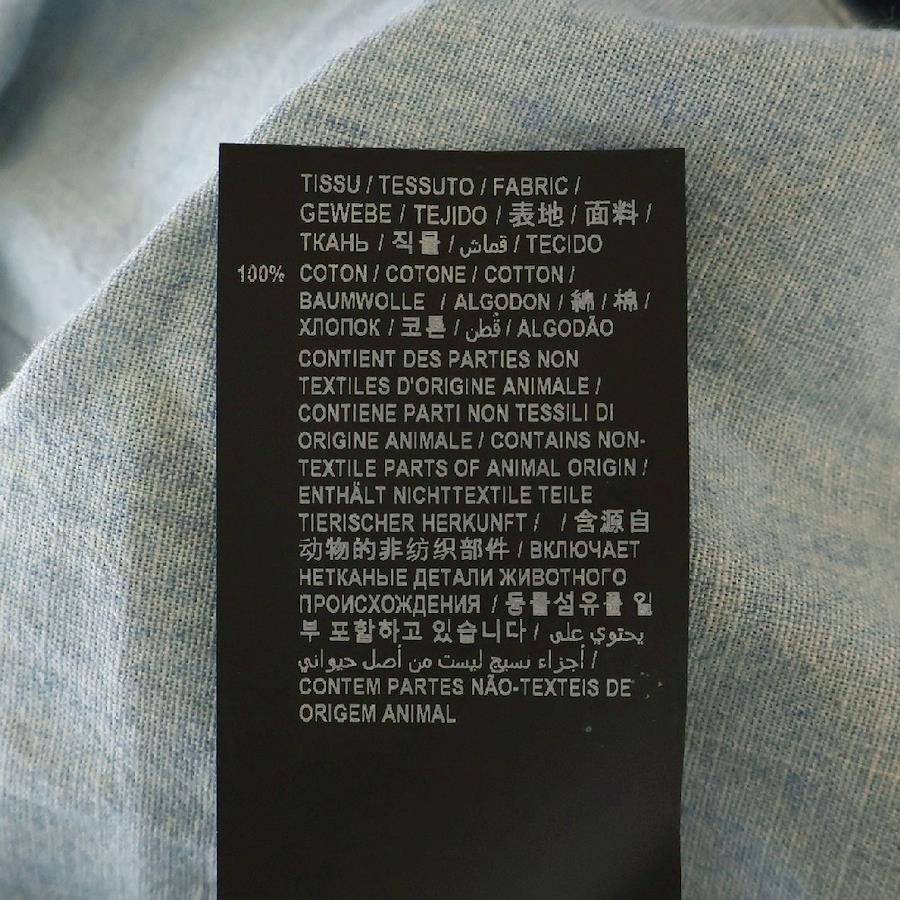 TISSU / TESSUTO / FABRIC /
GEWEBE / TEJIDO / 表地 / 面料 /
ТКАНЬ / 직물 / قماش / TECIDO
100% COTON / COTONE / COTTON /
BAUMWOLLE / ALGODON / 綿 / 棉 /
ХЛОПОК / 코튼 / قُطن / ALGODÃO
CONTIENT DES PARTIES NON
TEXTILES D'ORIGINE ANIMALE /
CONTIENE PARTI NON TESSILI DI
ORIGINE ANIMALE / CONTAINS NON-
TEXTILE PARTS OF ANIMAL ORIGIN /
ENTHÄLT NICHTTEXTILE TEILE
TIERISCHER HERKUNFT / / 含源自
动物的非纺织部件 / ВКЛЮЧАЕТ
НЕТКАНЫЕ ДЕТАЛИ ЖИВОТНОГО
ПРОИСХОЖДЕНИЯ / 동물섬유를 일
부 포함하고 있습니다 / يحتوي على
أجزاء نسيج ليست من أصل حيواني /
CONTEM PARTES NÃO-TEXTEIS DE
ORIGEM ANIMAL